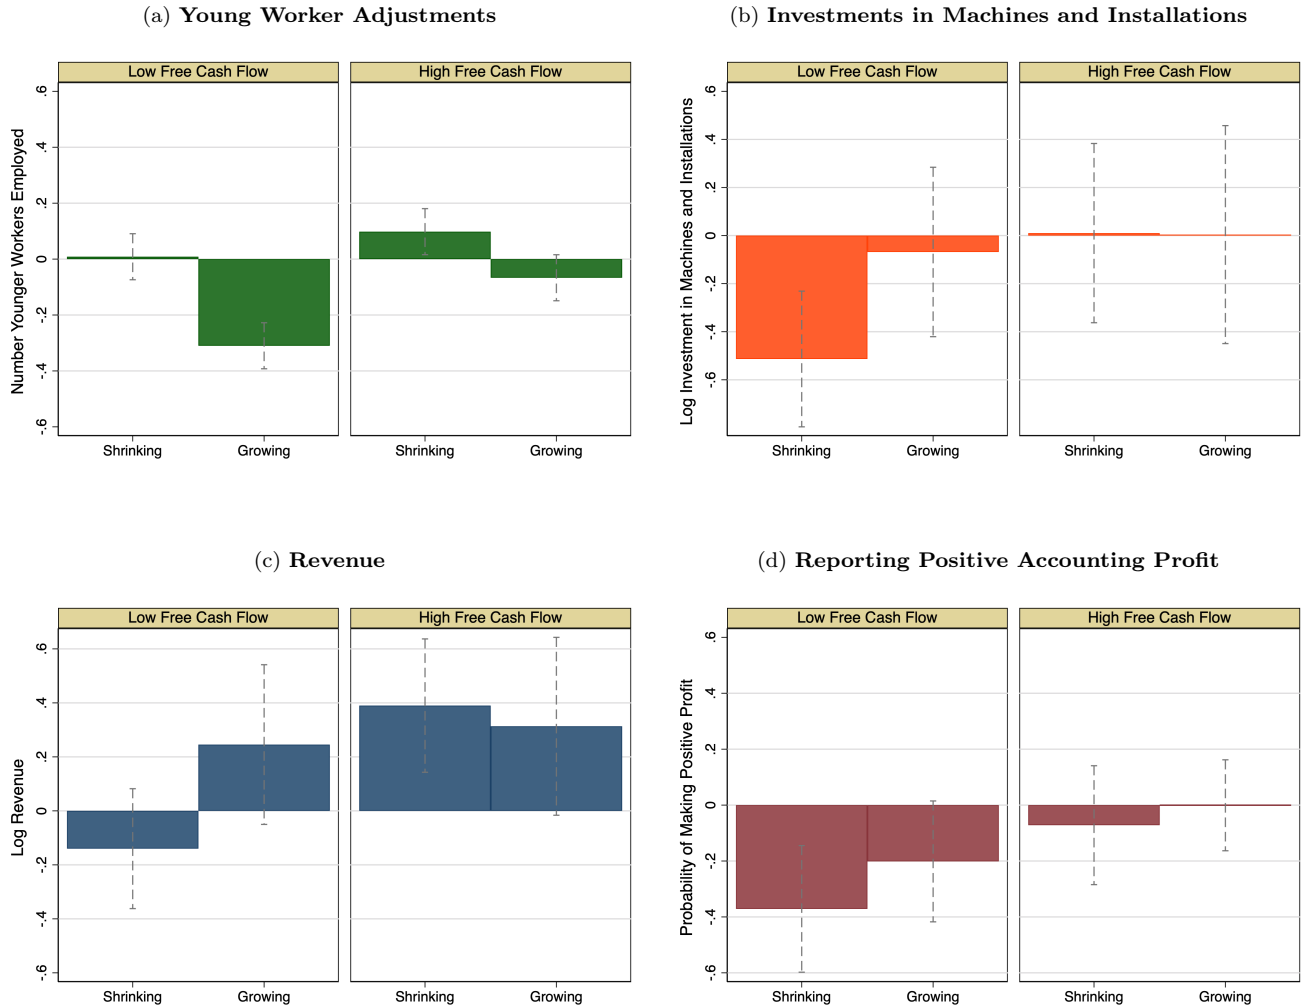 (a) Young Worker Adjustments
Low Free Cash Flow
High Free Cash Flow
Number Younger Workers Employed
.6
.4
.2
0
-.2
-.4
-.6
Shrinking
Growing
Shrinking
Growing
(b) Investments in Machines and Installations
Low Free Cash Flow
High Free Cash Flow
Log Investment in Machines and Installations
.6
.4
.2
0
-.2
-.4
-.6
Shrinking
Growing
Shrinking
Growing
(c) Revenue
Low Free Cash Flow
High Free Cash Flow
Log Revenue
.6
.4
.2
0
-.2
-.4
-.6
Shrinking
Growing
Shrinking
Growing
(d) Reporting Positive Accounting Profit
Low Free Cash Flow
High Free Cash Flow
Probability of Making Positive Profit
.6
.4
.2
0
-.2
-.4
-.6
Shrinking
Growing
Shrinking
Growing